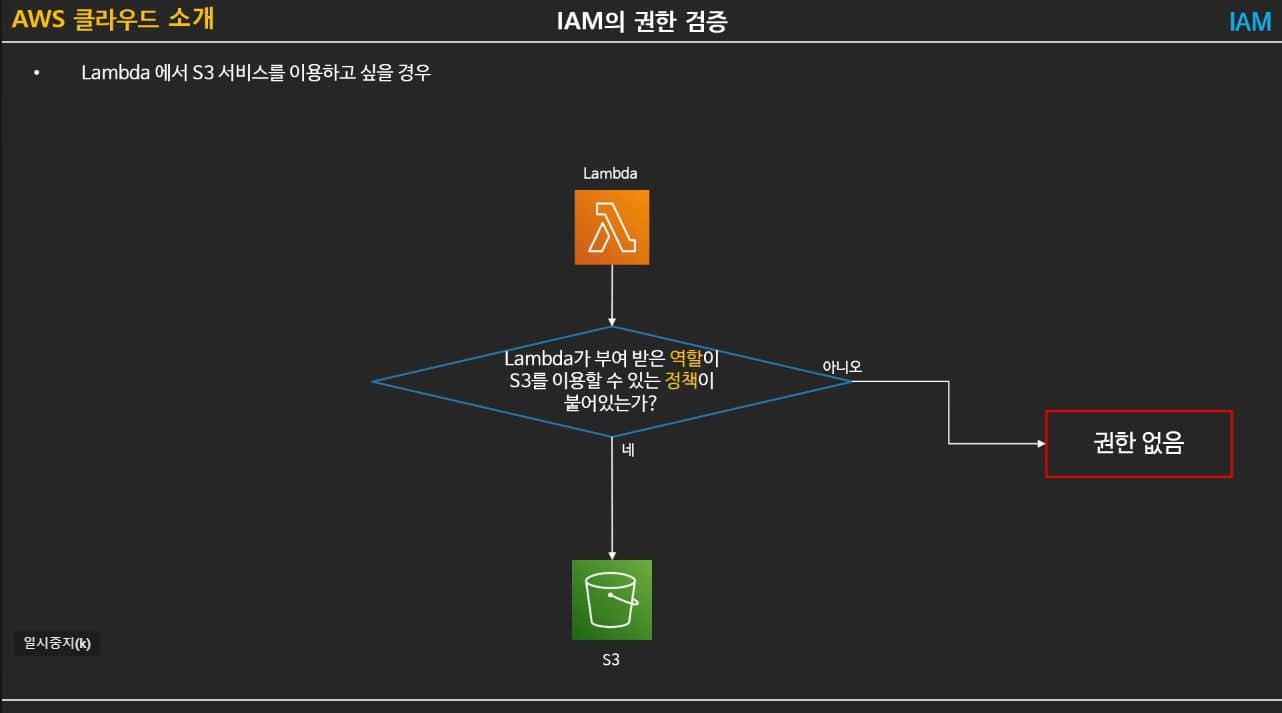 AWS 클라우드 소개
IAM의 권한 검증
IAM
• Lambda 에서 S3 서비스를 이용하고 싶을 경우
Lambda
Lambda가 부여 받은 역할이
S3를 이용할 수 있는 정책이
붙어있는가?
아니오
권한 없음
네
일시중지(k)
S3